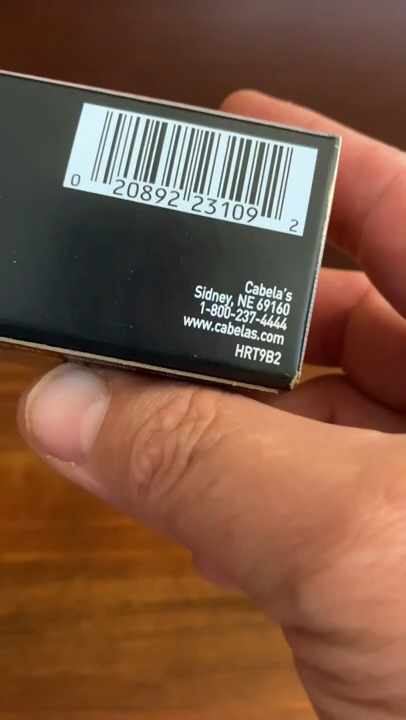 0 20892 23109 2
Cabela's
Sidney, NE 69160
1-800-237-4444
www.cabelas.com
HRT9B2